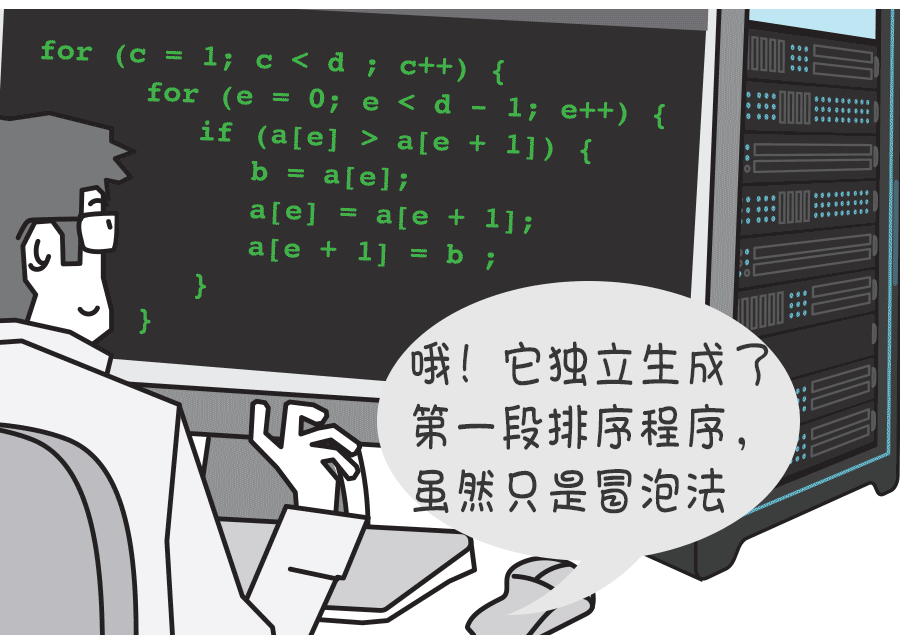 for (c = 1; c < d ; c++) {
for (e = 0; e < d - 1; e++) {
if (a[e] > a[e + 1]) {
b = a[e];
a[e] = a[e + 1];
a[e + 1] = b ;
}
}
哦！它独立生成了
第一段排序程序，
虽然只是冒泡法